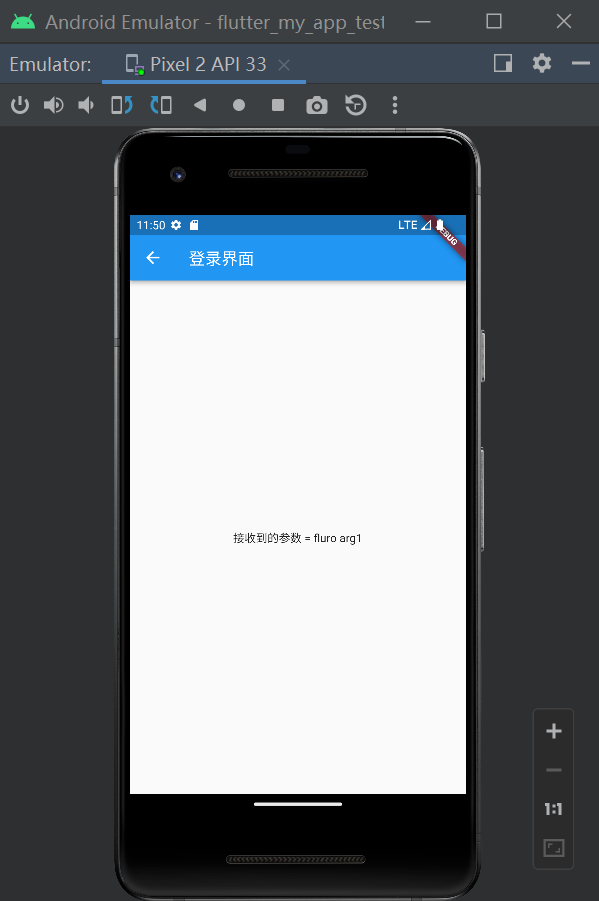 Android Emulator - flutter_my_app_test
Emulator: Pixel 2 API 33
11:50 LTE
DEBUG
登录界面
接收到的参数 = fluro arg1
1:1